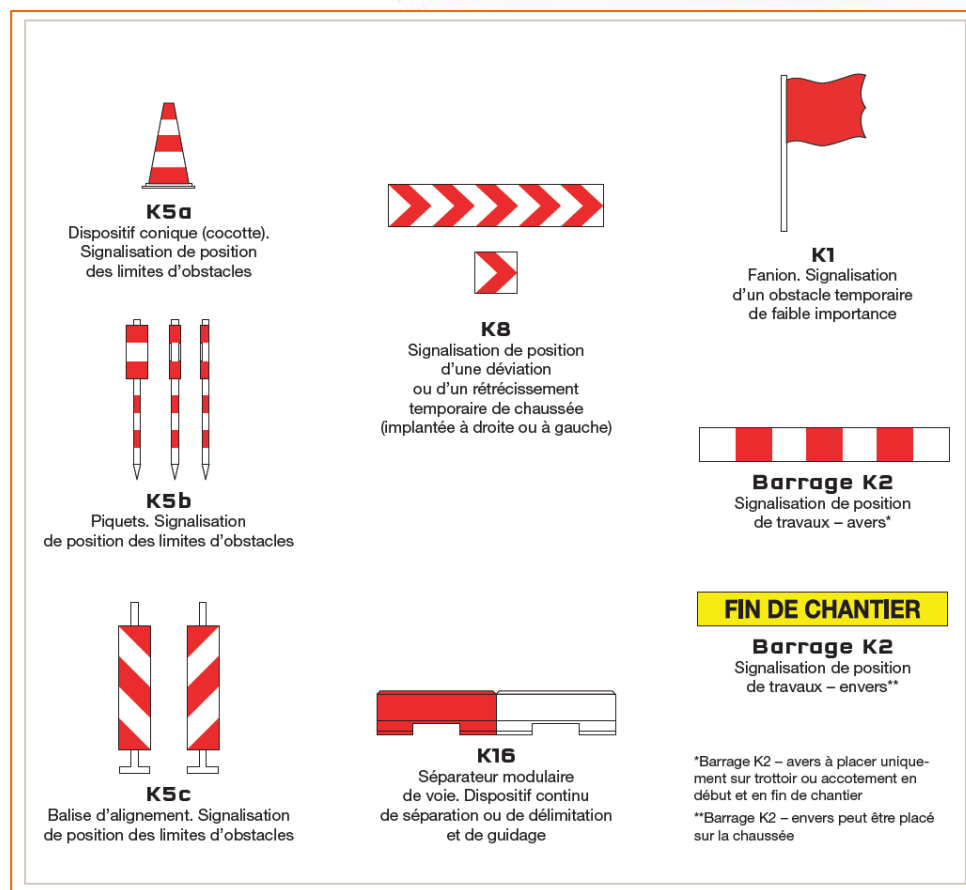 K5a
Dispositif conique (cocotte).
Signalisation de position
des limites d'obstacles
K5b
Piquets. Signalisation
de position des limites d'obstacles
K5c
Balise d'alignement. Signalisation
de position des limites d'obstacles
K8
Signalisation de position
d'une déviation
ou d'un rétrécissement
temporaire de chaussée
(implantée à droite ou à gauche)
K16
Séparateur modulaire
de voie. Dispositif continu
de séparation ou de délimitation
et de guidage
K1
Fanion. Signalisation
d'un obstacle temporaire
de faible importance
Barrage K2
Signalisation de position
de travaux – avers*
FIN DE CHANTIER
Barrage K2
Signalisation de position
de travaux – envers**
*Barrage K2 – avers à placer unique-
ment sur trottoir ou accotement en
début et en fin de chantier
**Barrage K2 – envers peut être placé
sur la chaussée